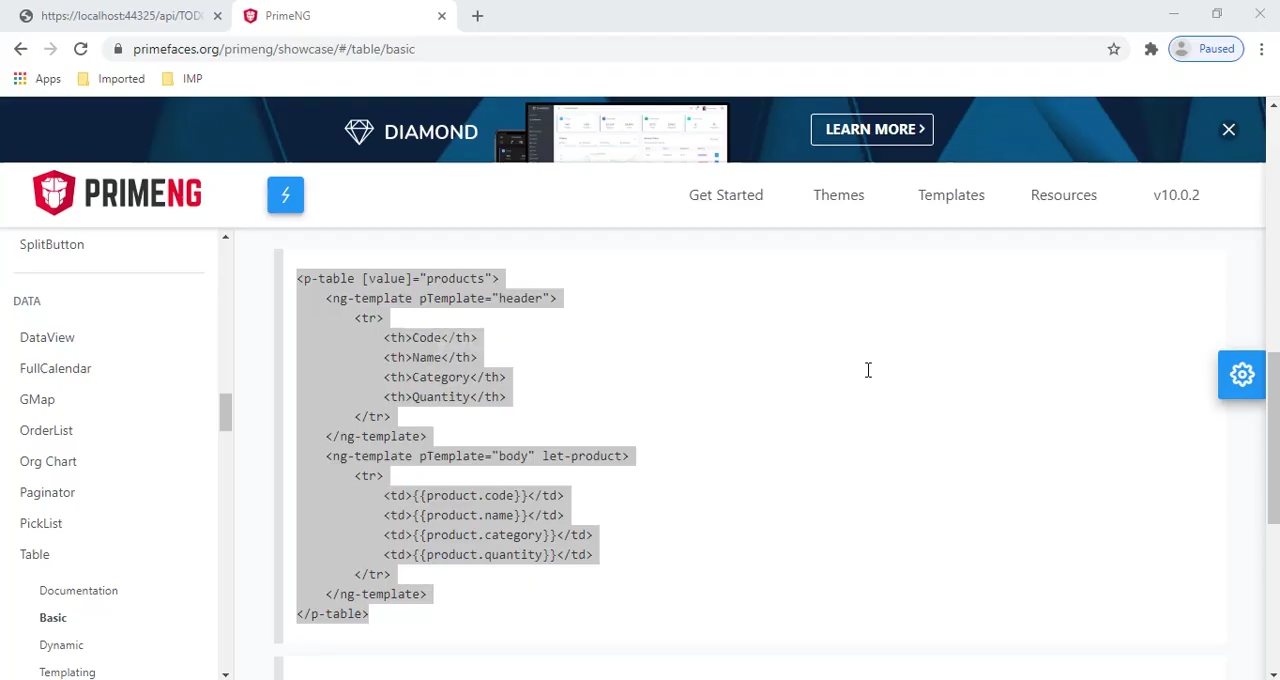 https://localhost:44325/api/TOD
PrimeNG
primefaces.org/primeng/showcase/#/table/basic
Paused
Apps
Imported
IMP
DIAMOND
LEARN MORE
PRIMENG
Get Started
Themes
Templates
Resources
v10.0.2
SplitButton
DATA
DataView
FullCalendar
GMap
OrderList
Org Chart
Paginator
PickList
Table
Documentation
Basic
Dynamic
Templating
<p-table [value]="products">
<ng-template pTemplate="header">
<tr>
<th>Code</th>
<th>Name</th>
<th>Category</th>
<th>Quantity</th>
</tr>
</ng-template>
<ng-template pTemplate="body" let-product>
<tr>
<td>{{product.code}}</td>
<td>{{product.name}}</td>
<td>{{product.category}}</td>
<td>{{product.quantity}}</td>
</tr>
</ng-template>
</p-table>